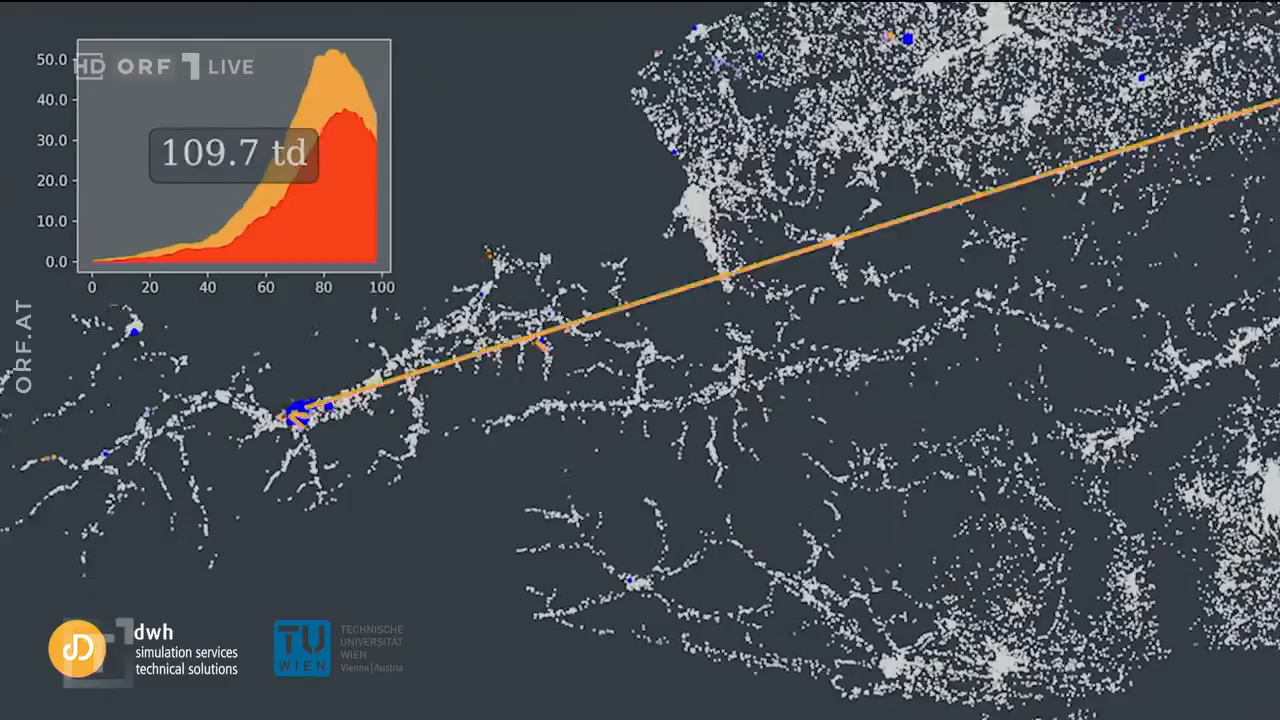 50.0
HD ORF 1 LIVE
40.0
30.0
109.7 td
20.0
10.0
0.0
0 20 40 60 80 100
ORF.AT
dwh
simulation services
technical solutions
TU
WIEN
TECHNISCHE
UNIVERSITÄT
WIEN
Vienna|Austria